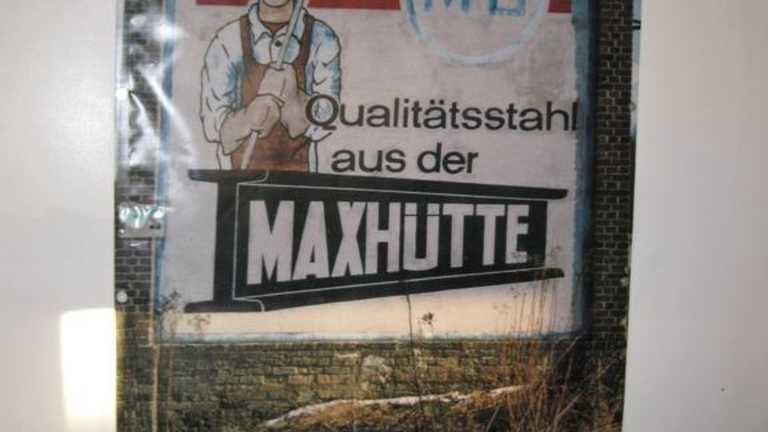 Qualitätsstahl
aus der
MAXHÜTTE